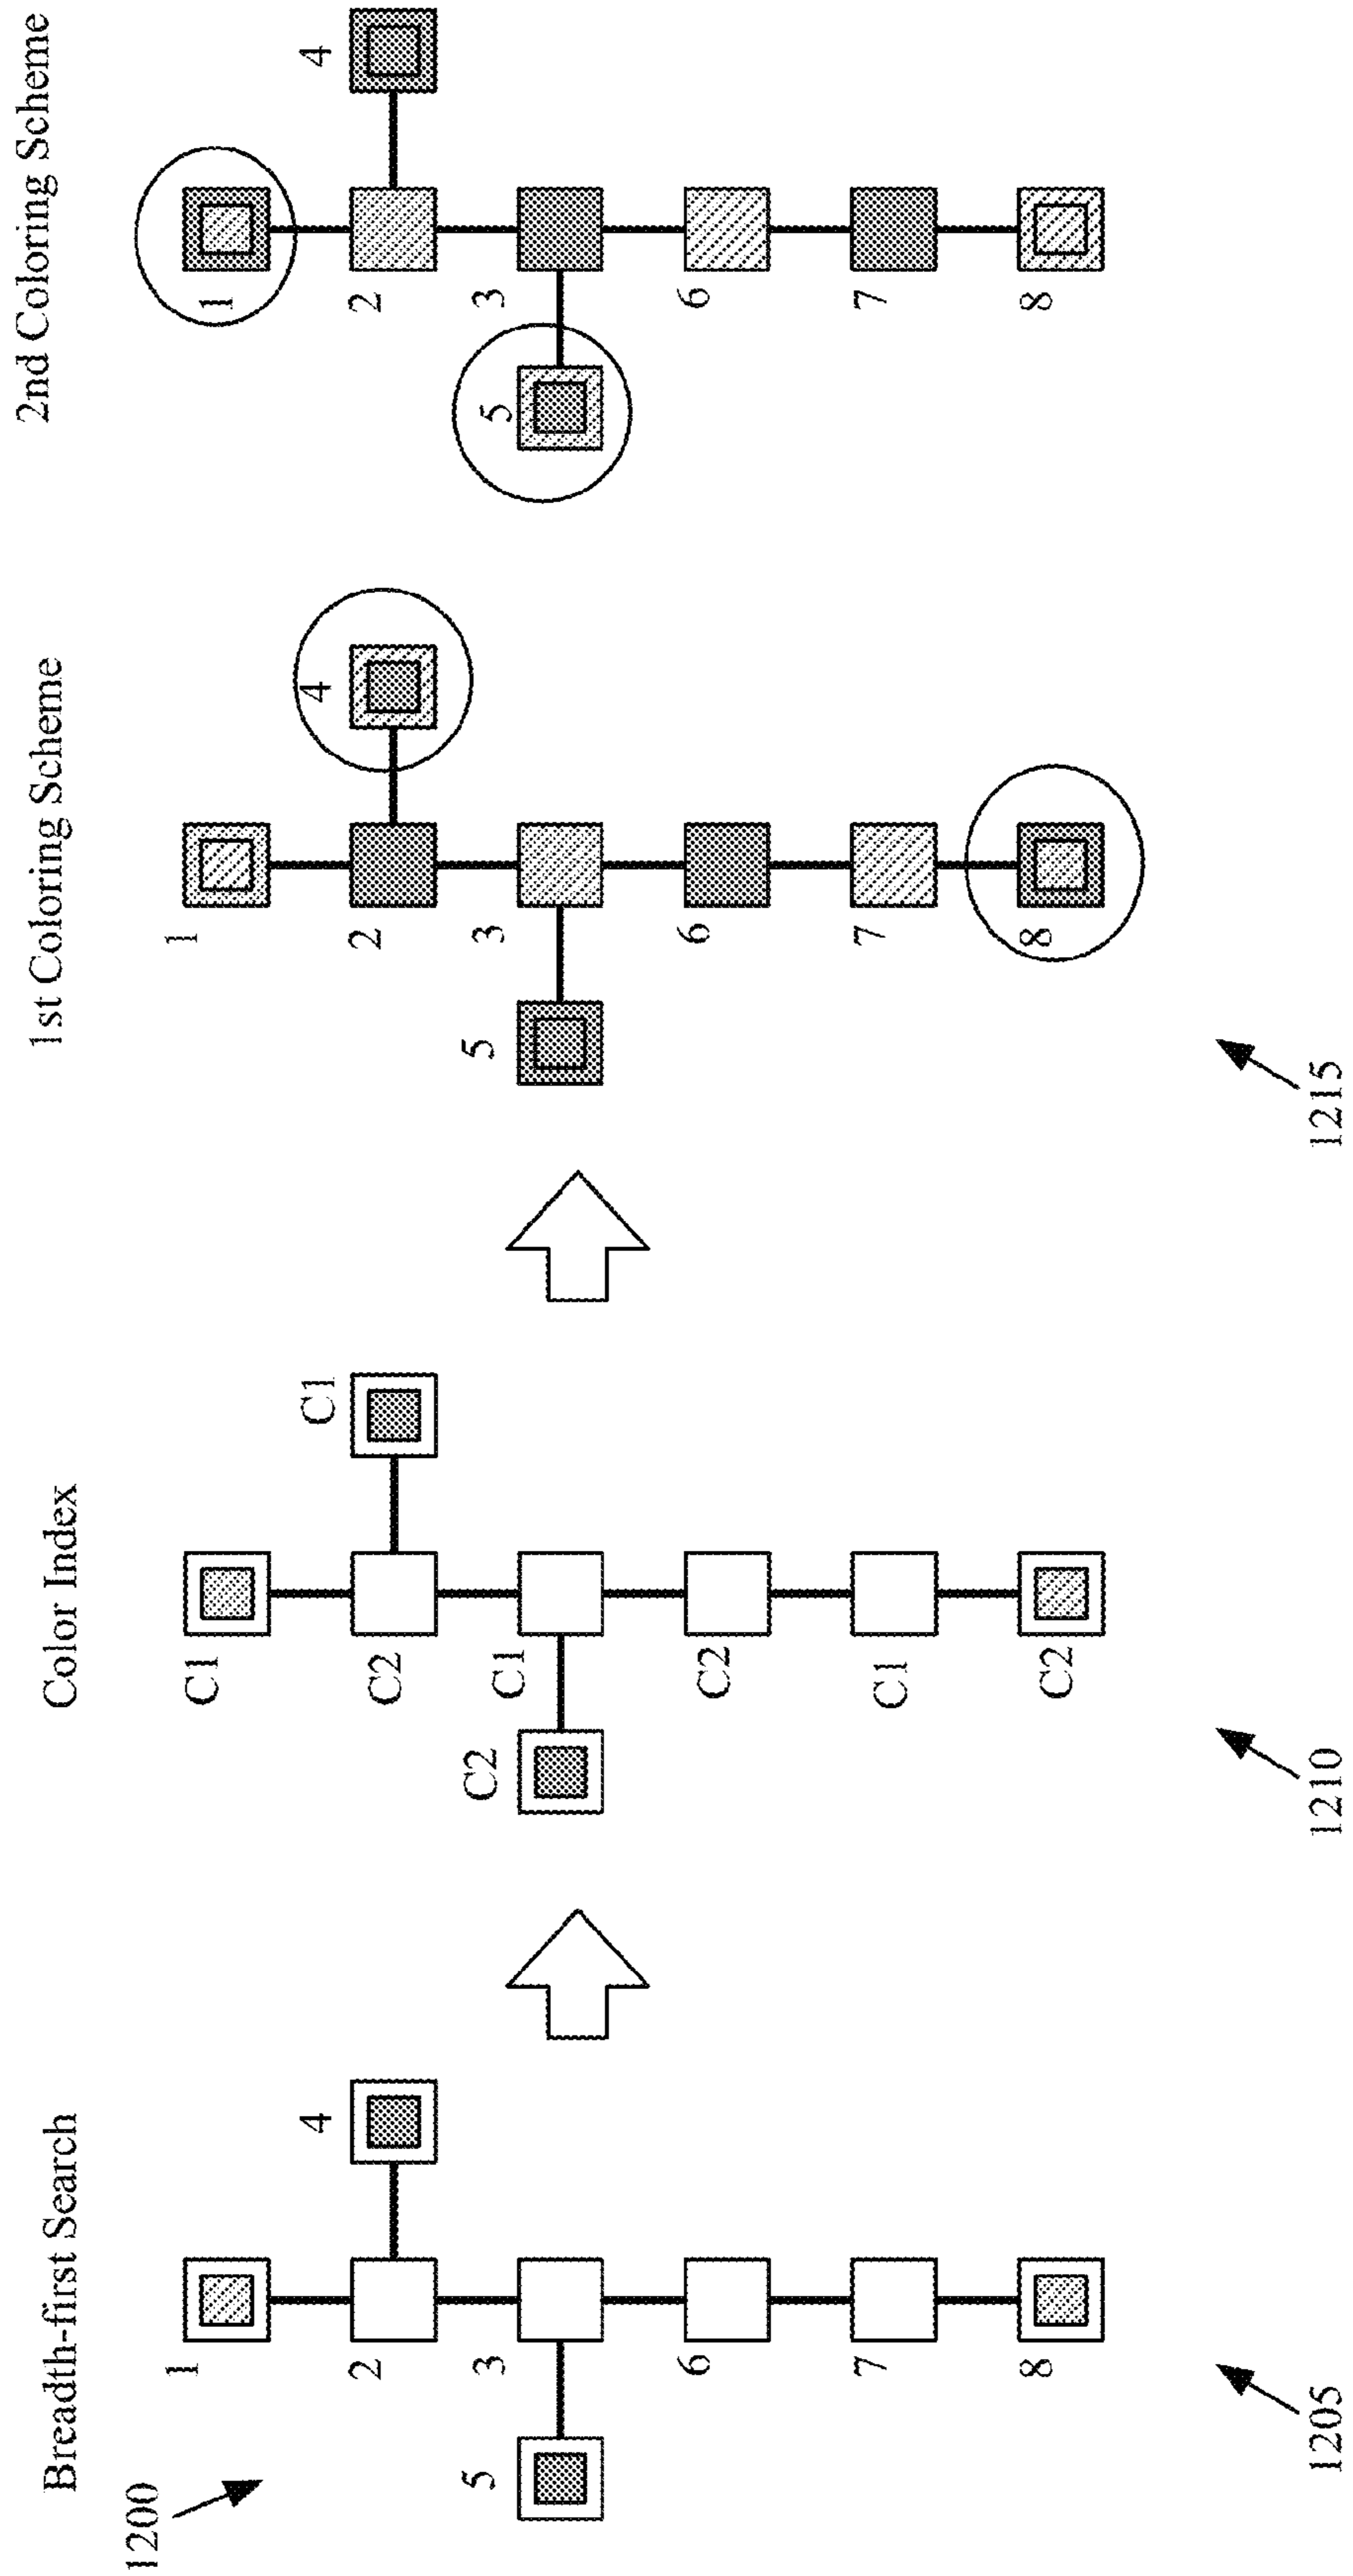 1200
Breadth-first Search
1
2
4
3
5
6
7
8
1205
Color Index
C1
C2
C1
C1
C2
C2
C1
C2
1210
1st Coloring Scheme
1
2
4
3
5
6
7
8
1215
2nd Coloring Scheme
1
2
4
3
5
6
7
8